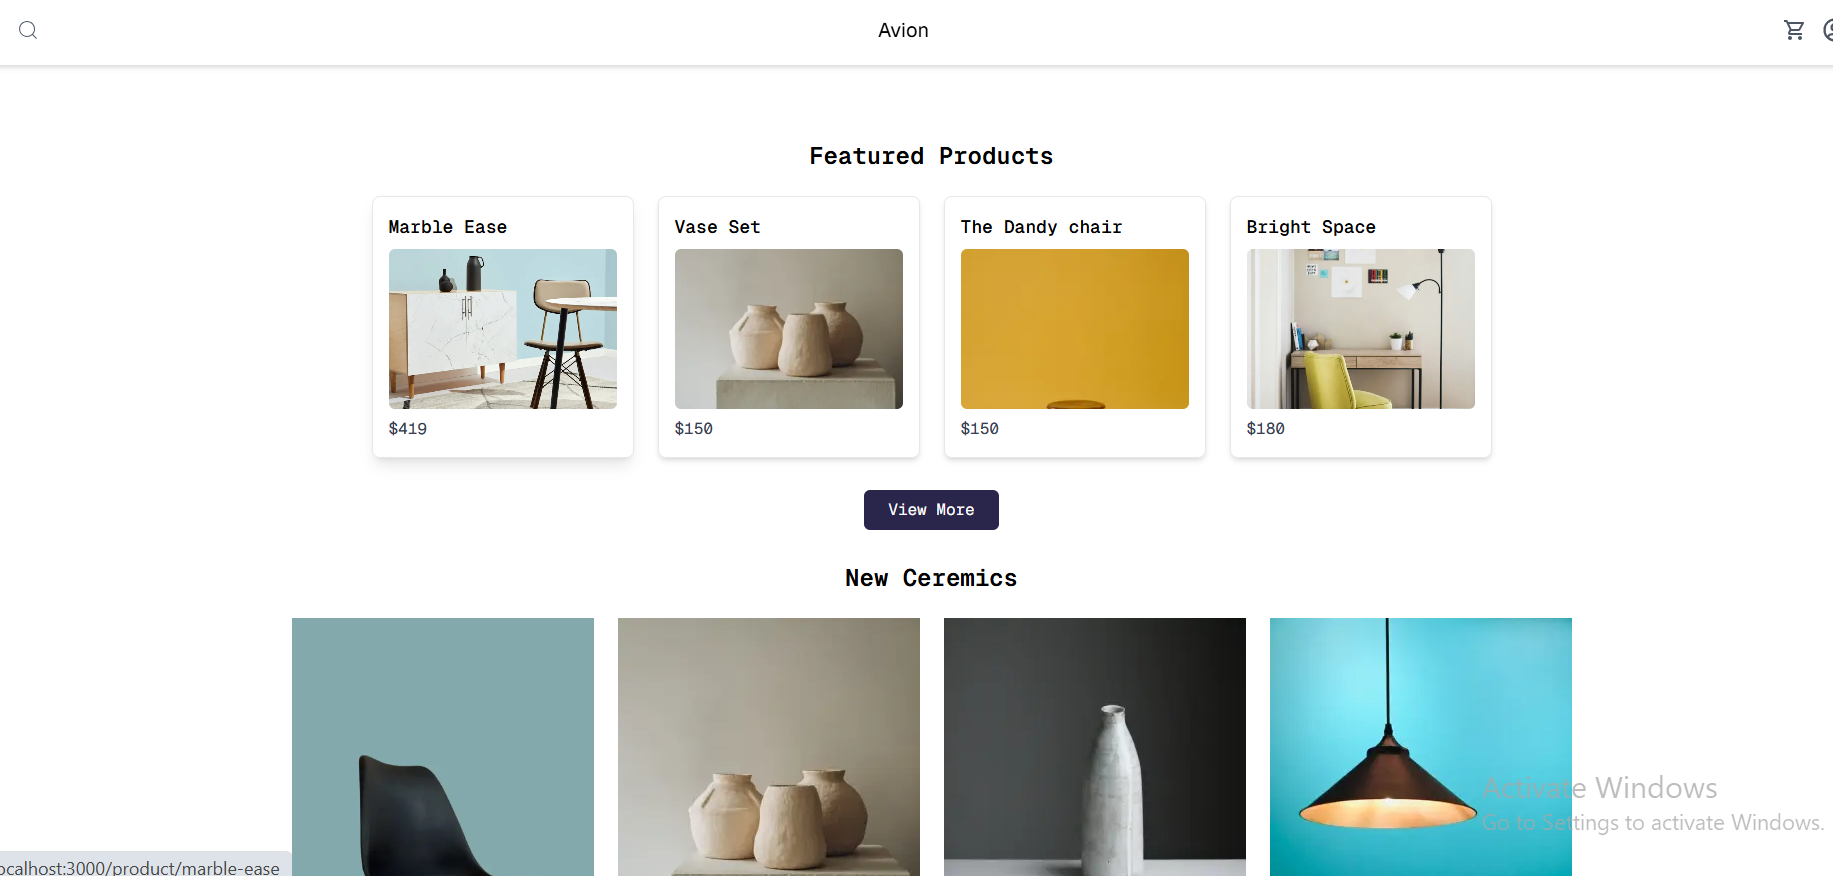 Avion
Featured Products
Marble Ease
Vase Set
The Dandy chair
Bright Space
$419
$150
$150
$180
View More
New Ceremics
Activate Windows
Go to Settings to activate Windows.
ocalhost:3000/product/marble-ease